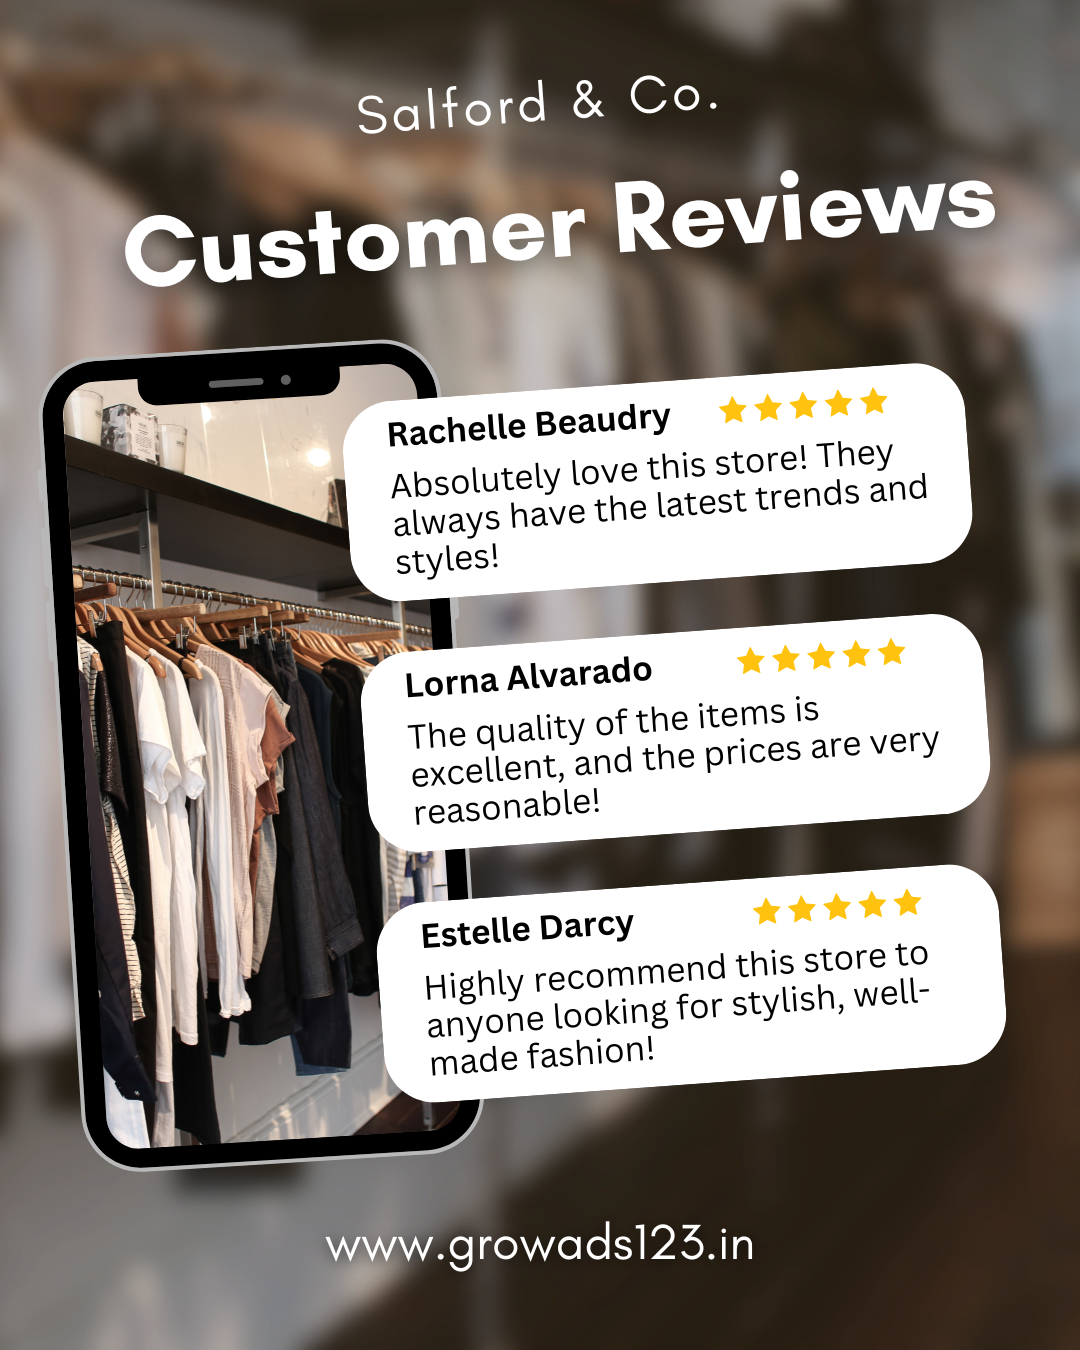 Salford & Co.
Customer Reviews
Rachelle Beaudry
Absolutely love this store! They
always have the latest trends and
styles!
Lorna Alvarado
The quality of the items is
excellent, and the prices are very
reasonable!
Estelle Darcy
Highly recommend this store to
anyone looking for stylish, well-
made fashion!
www.growads123.in